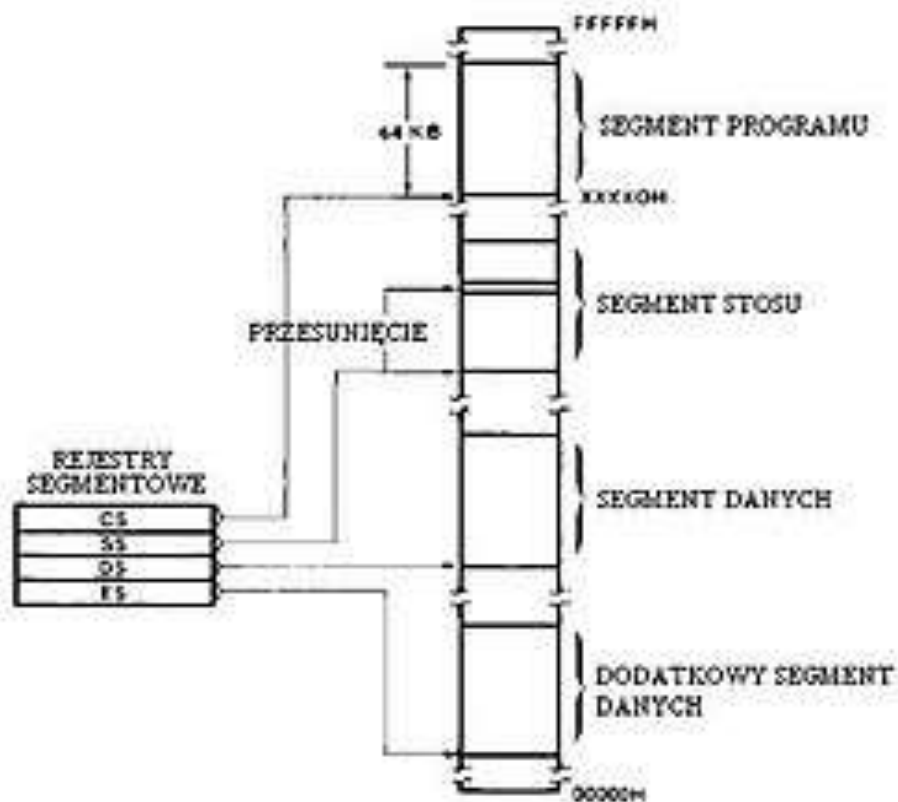 FFFFFH
64 KB
SEGMENT PROGRAMU
XXXX0H
SEGMENT STOSU
PRZESUNIĘCIE
REJESTRY
SEGMENTOWE
CS
SS
DS
ES
SEGMENT DANYCH
DODATKOWY SEGMENT
DANYCH
00000H